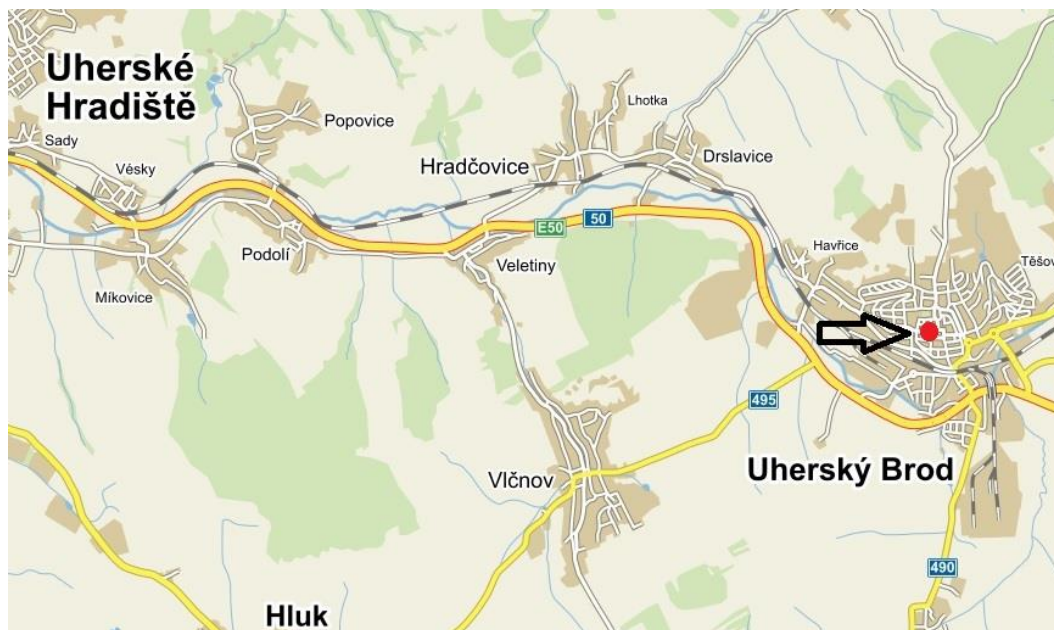 Uherské
Hradiště
Sady
Popovice
Lhotka
Vésky
Hradčovice
Drslavice
E50
50
Podolí
Veletiny
Havřice
Míkovice
495
Vlčnov
Uherský Brod
490
Hluk